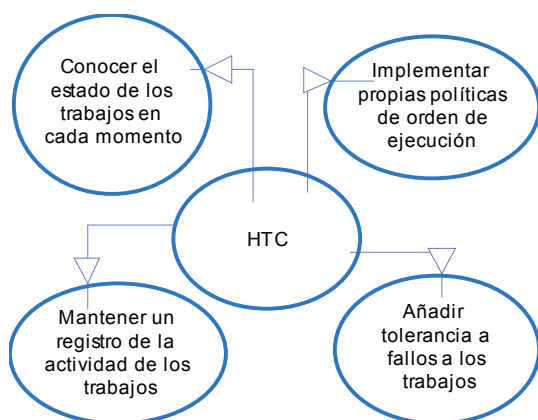 Conocer el
estado de los
trabajos en
cada momento
Implementar
propias políticas
de orden de
ejecución
HTC
Mantener un
registro de la
actividad de los
trabajos
Añadir
tolerancia a
fallos a los
trabajos